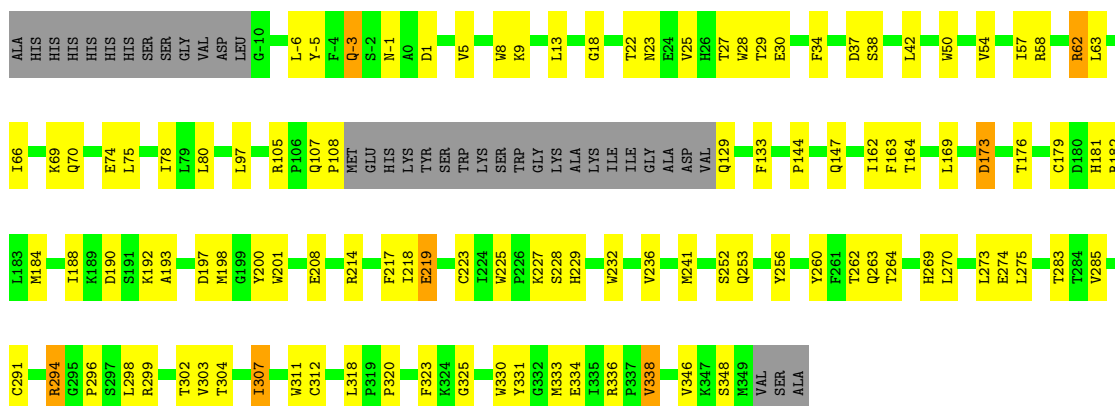 ALA HIS HIS HIS HIS HIS HIS SER SER GLY VAL ASP LEU G-10 L-6 Y-5 F-4 Q-3 S-2 N-1 A0 D1 V5 W8 K9 L13 G18 T22 N23 E24 V25 H26 T27 W28 T29 E30 F34 D37 S38 L42 W50 V54 I57 R58 R62 L63
I66 K69 Q70 E74 L75 I78 L79 L80 L97 R105 P106 Q107 P108 MET GLU HIS LYS TYR SER TRP LYS SER TRP GLY LYS ALA LYS ILE ILE GLY ALA ASP VAL Q129 F133 P144 Q147 I162 F163 T164 L169 D173 T176 C179 D180 H181
L183 M184 I188 K189 D190 S191 K192 A193 D197 M198 G199 Y200 W201 E208 R214 F217 I218 E219 C223 I224 W225 P226 K227 S228 H229 W232 V236 M241 S252 Q253 Y256 Y260 F261 T262 Q263 T264 H269 L270 L273 E274 L275 T283 T284 V285
C291 R294 G295 P296 S297 L298 R299 T302 V303 T304 I307 W311 C312 L318 P319 P320 F323 K324 G325 W330 Y331 G332 M333 E334 I335 R336 P337 V338 V346 K347 S348 M349 VAL SER ALA